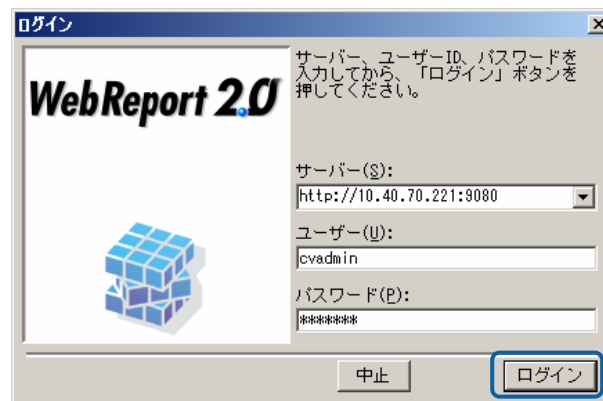 ログイン
サーバー、ユーザーID、パスワードを
入力してから、「ログイン」ボタンを
押してください。
WebReport 2.0
サーバー(S):
http://10.40.70.221:9080
ユーザー(U):
cvadmin
パスワード(P):
*******
中止
ログイン